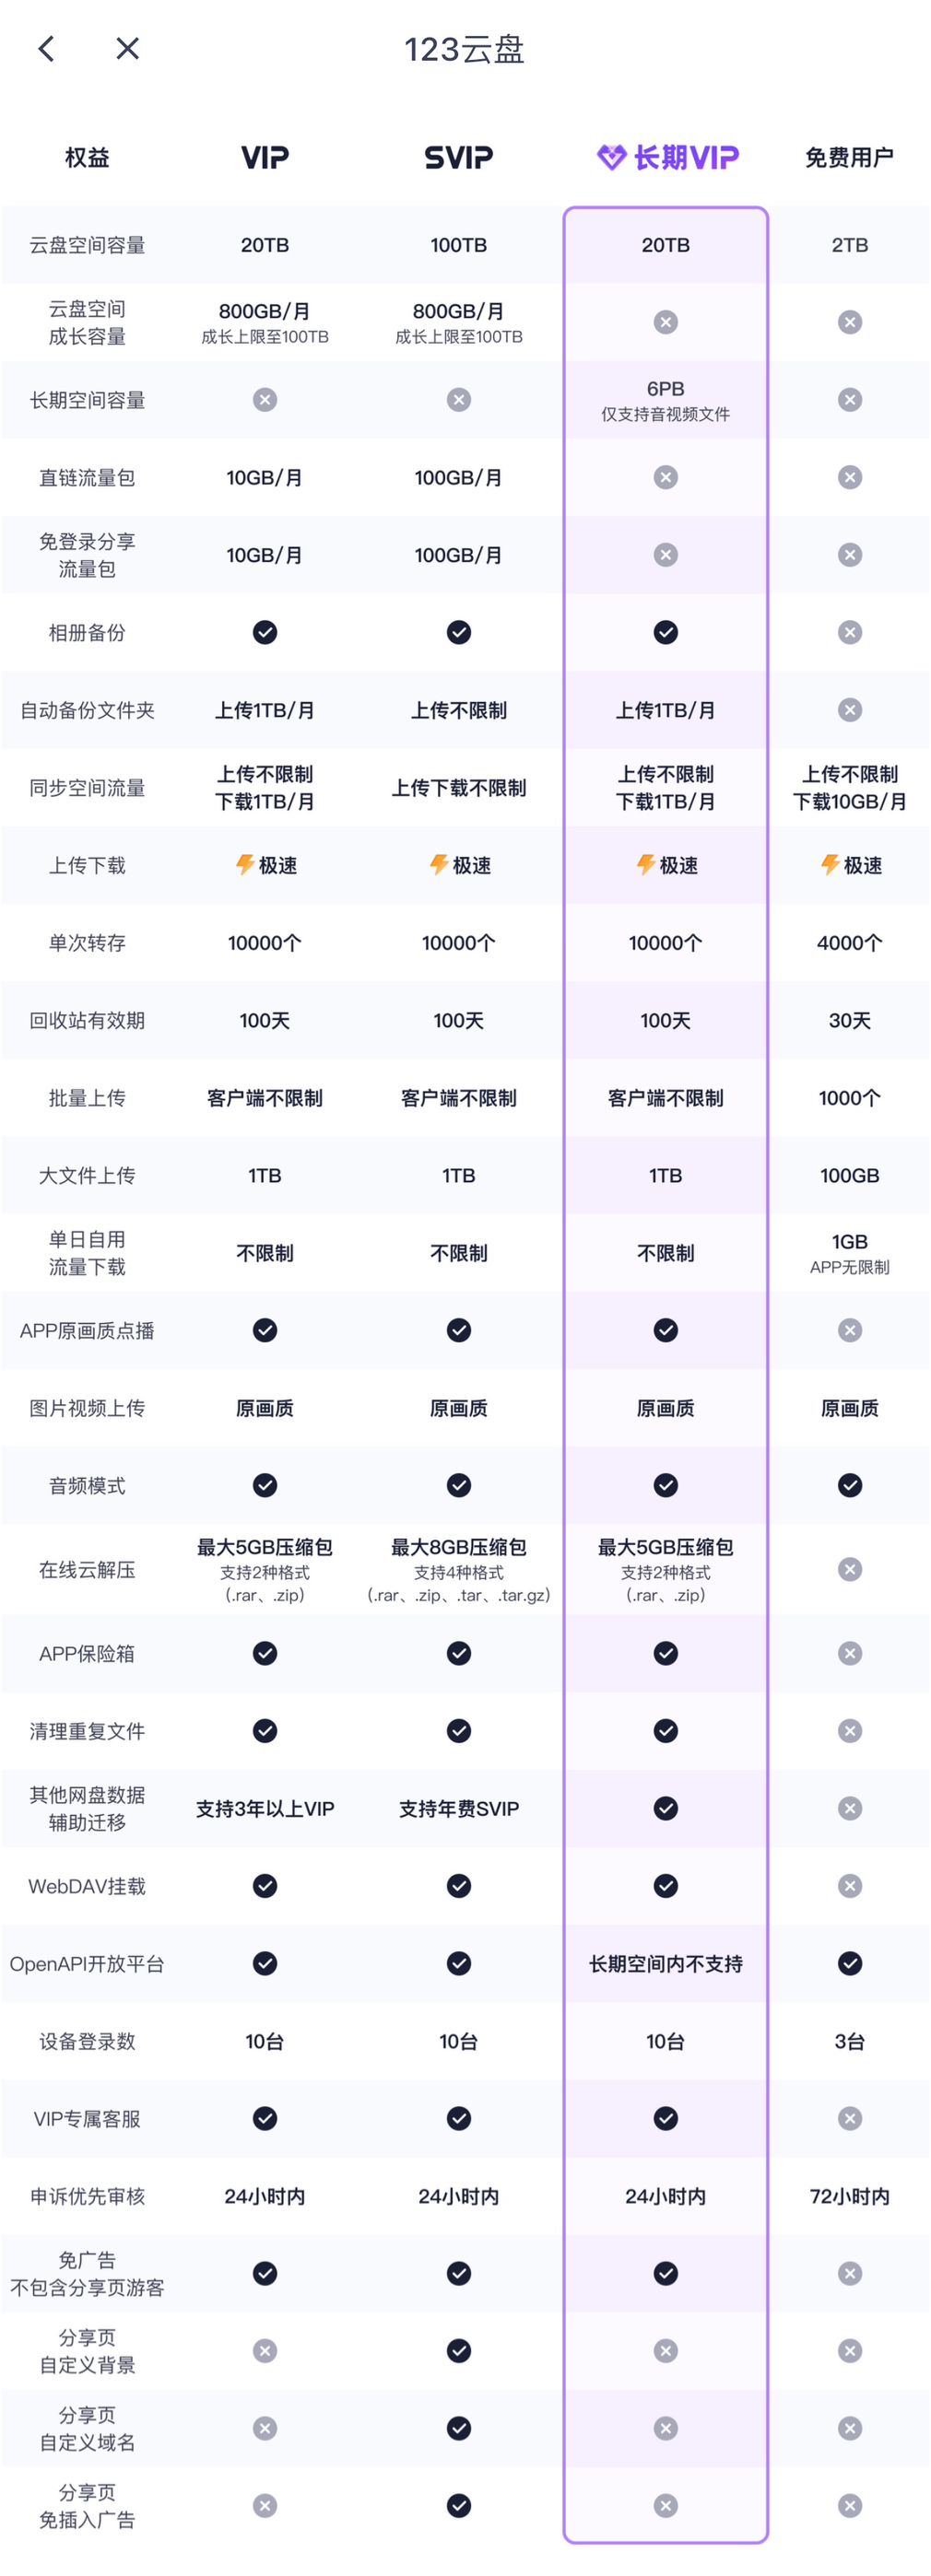 123云盘
权益 VIP SVIP 长期VIP 免费用户
云盘空间容量 20TB 100TB 20TB 2TB
云盘空间 800GB/月 800GB/月
成长容量 成长上限至100TB 成长上限至100TB
长期空间容量 6PB
仅支持音视频文件
直链流量包 10GB/月 100GB/月
免登录分享
流量包 10GB/月 100GB/月
相册备份
自动备份文件夹 上传1TB/月 上传不限制 上传1TB/月
同步空间流量 上传不限制 上传下载不限制 上传不限制 上传不限制
下载1TB/月 下载1TB/月 下载10GB/月
上传下载 极速 极速 极速 极速
单次转存 10000个 10000个 10000个 4000个
回收站有效期 100天 100天 100天 30天
批量上传 客户端不限制 客户端不限制 客户端不限制 1000个
大文件上传 1TB 1TB 1TB 100GB
单日自用 不限制 不限制 不限制 1GB
流量下载 APP无限制
APP原画质点播
图片视频上传 原画质 原画质 原画质 原画质
音频模式
在线云解压 最大5GB压缩包 最大8GB压缩包 最大5GB压缩包
支持2种格式 支持4种格式 支持2种格式
(.rar、.zip) (.rar、.zip、.tar、.tar.gz) (.rar、.zip)
APP保险箱
清理重复文件
其他网盘数据
辅助迁移 支持3年以上VIP 支持年费SVIP
WebDAV挂载
OpenAPI开放平台 长期空间内不支持
设备登录数 10台 10台 10台 3台
VIP专属客服
申诉优先审核 24小时内 24小时内 24小时内 72小时内
免广告
不包含分享页游客
分享页
自定义背景
分享页
自定义域名
分享页
免插入广告